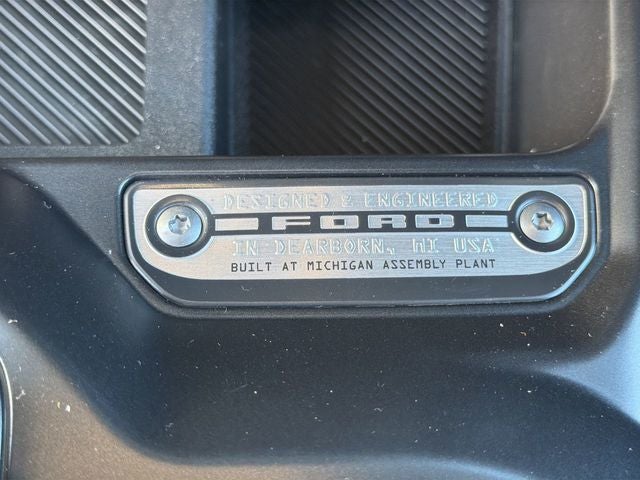 DESIGNED & ENGINEERED
FORD
IN DEARBORN, MI USA
BUILT AT MICHIGAN ASSEMBLY PLANT